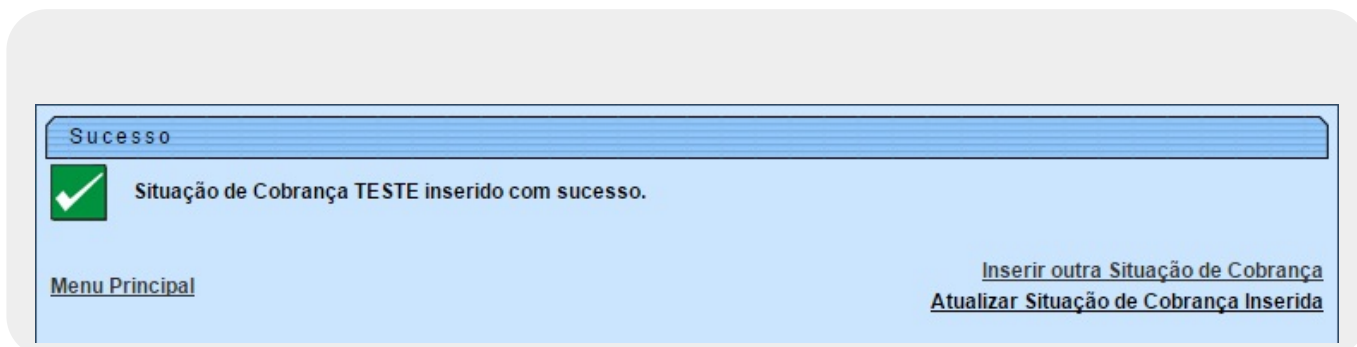 Sucesso
Situação de Cobrança TESTE inserido com sucesso.
Menu Principal
Inserir outra Situação de Cobrança
Atualizar Situação de Cobrança Inserida